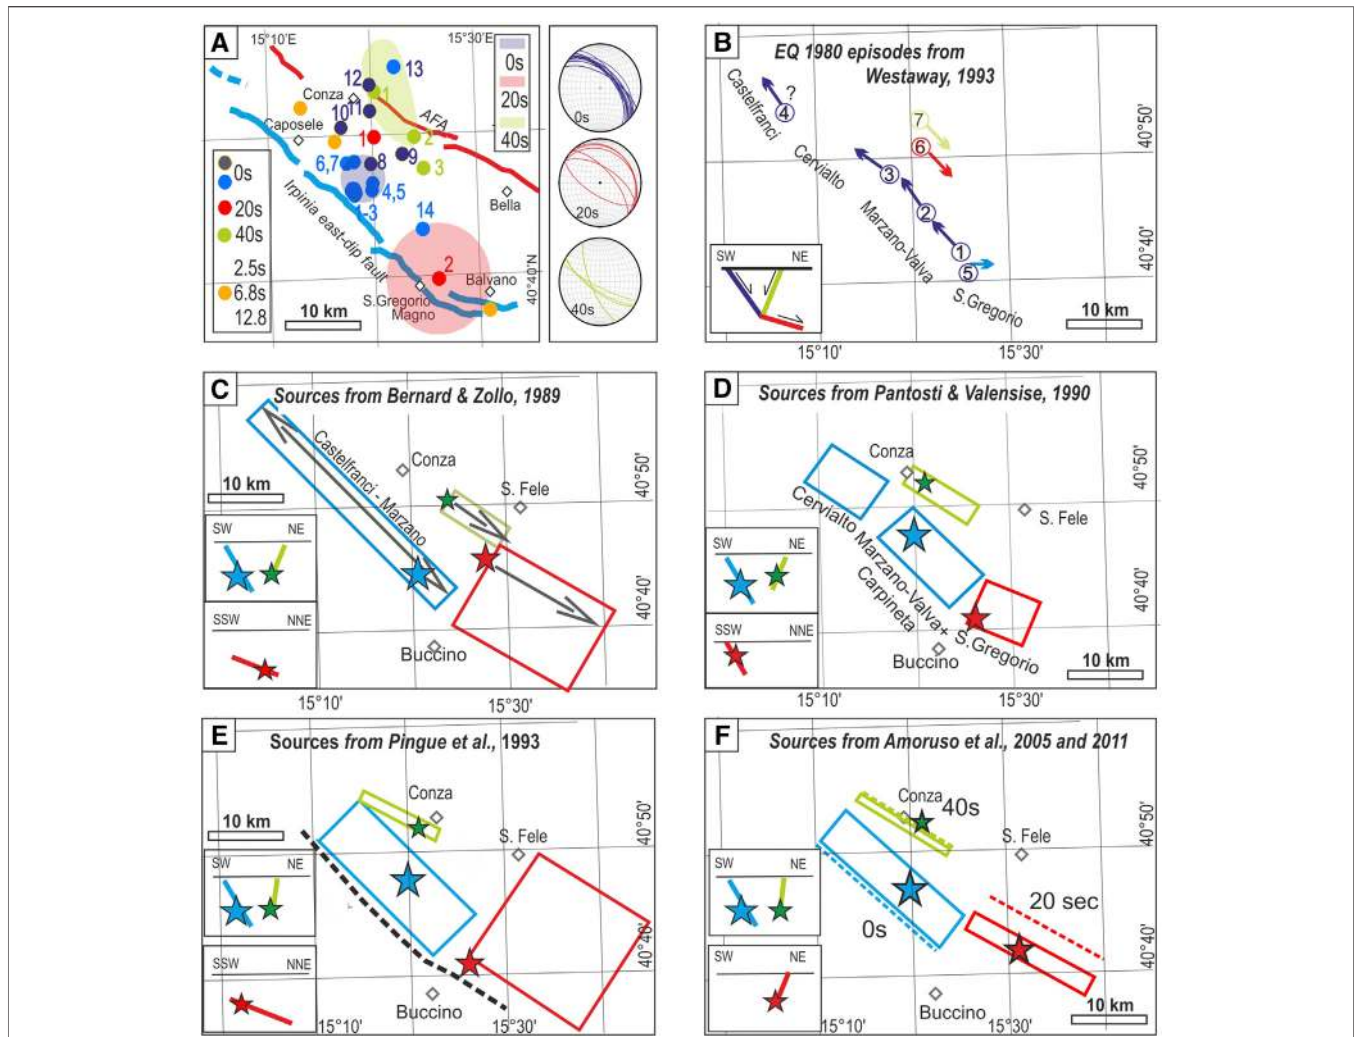 A
15°10'E
15°30'E
0s
20s
40s
12
13
1
Conza
11
10
AFA
Caposele
1
2
9
8
3
6,7
4,5
1-3
14
Bella
0s
20s
40s
2.5s
6.8s
12.8
Irpinia east-dip fault
2
Balvano
S.Gregorio
Magno
40°40'N
10 km
0s
20s
40s
B
EQ 1980 episodes from
Westaway, 1993
Castelfranci
?
4
7
6
40°50'
Cervialto
3
2
Marzano-Valva
1
5
40°40'
S.Gregorio
SW NE
10 km
15°10' 15°30'
C
Sources from Bernard & Zollo, 1989
Castelfranci - Marzano
Conza
S. Fele
40°50'
10 km
SW NE
SSW NNE
40°40'
Buccino
15°10' 15°30'
D
Sources from Pantosti & Valensise, 1990
Conza
S. Fele
40°50'
Cervialto
Marzano-Valva+
Carpineta
S.Gregorio
SW NE
SSW NNE
40°40'
Buccino
10 km
15°10' 15°30'
E
Sources from Pingue et al., 1993
Conza
S. Fele
40°50'
10 km
SW NE
SSW NNE
40°40'
Buccino
15°10' 15°30'
F
Sources from Amoruso et al., 2005 and 2011
Conza
40s
S. Fele
40°50'
20 sec
0s
SW NE
SW NE
40°40'
Buccino
10 km
15°10' 15°30'